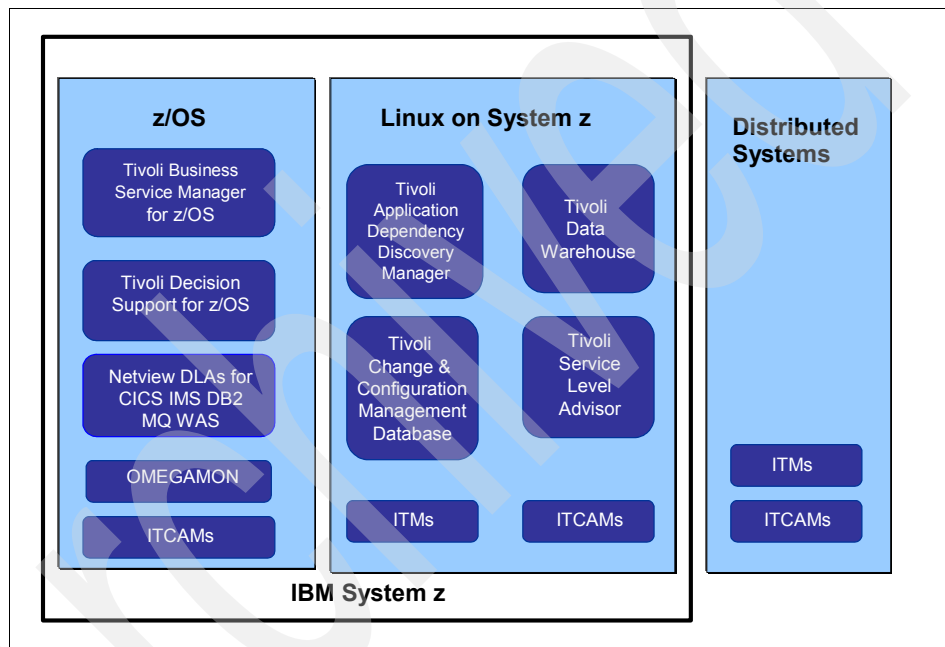 z/OS
Tivoli Business
Service Manager
for z/OS
Tivoli Decision
Support for z/OS
Netview DLAs for
CICS IMS DB2
MQ WAS
OMEGAMON
ITCAMs
Linux on System z
Tivoli
Application
Dependency
Discovery
Manager
Tivoli
Data
Warehouse
Tivoli
Change &
Configuration
Management
Database
Tivoli
Service
Level
Advisor
ITMs
ITCAMs
Distributed
Systems
ITMs
ITCAMs
IBM System z